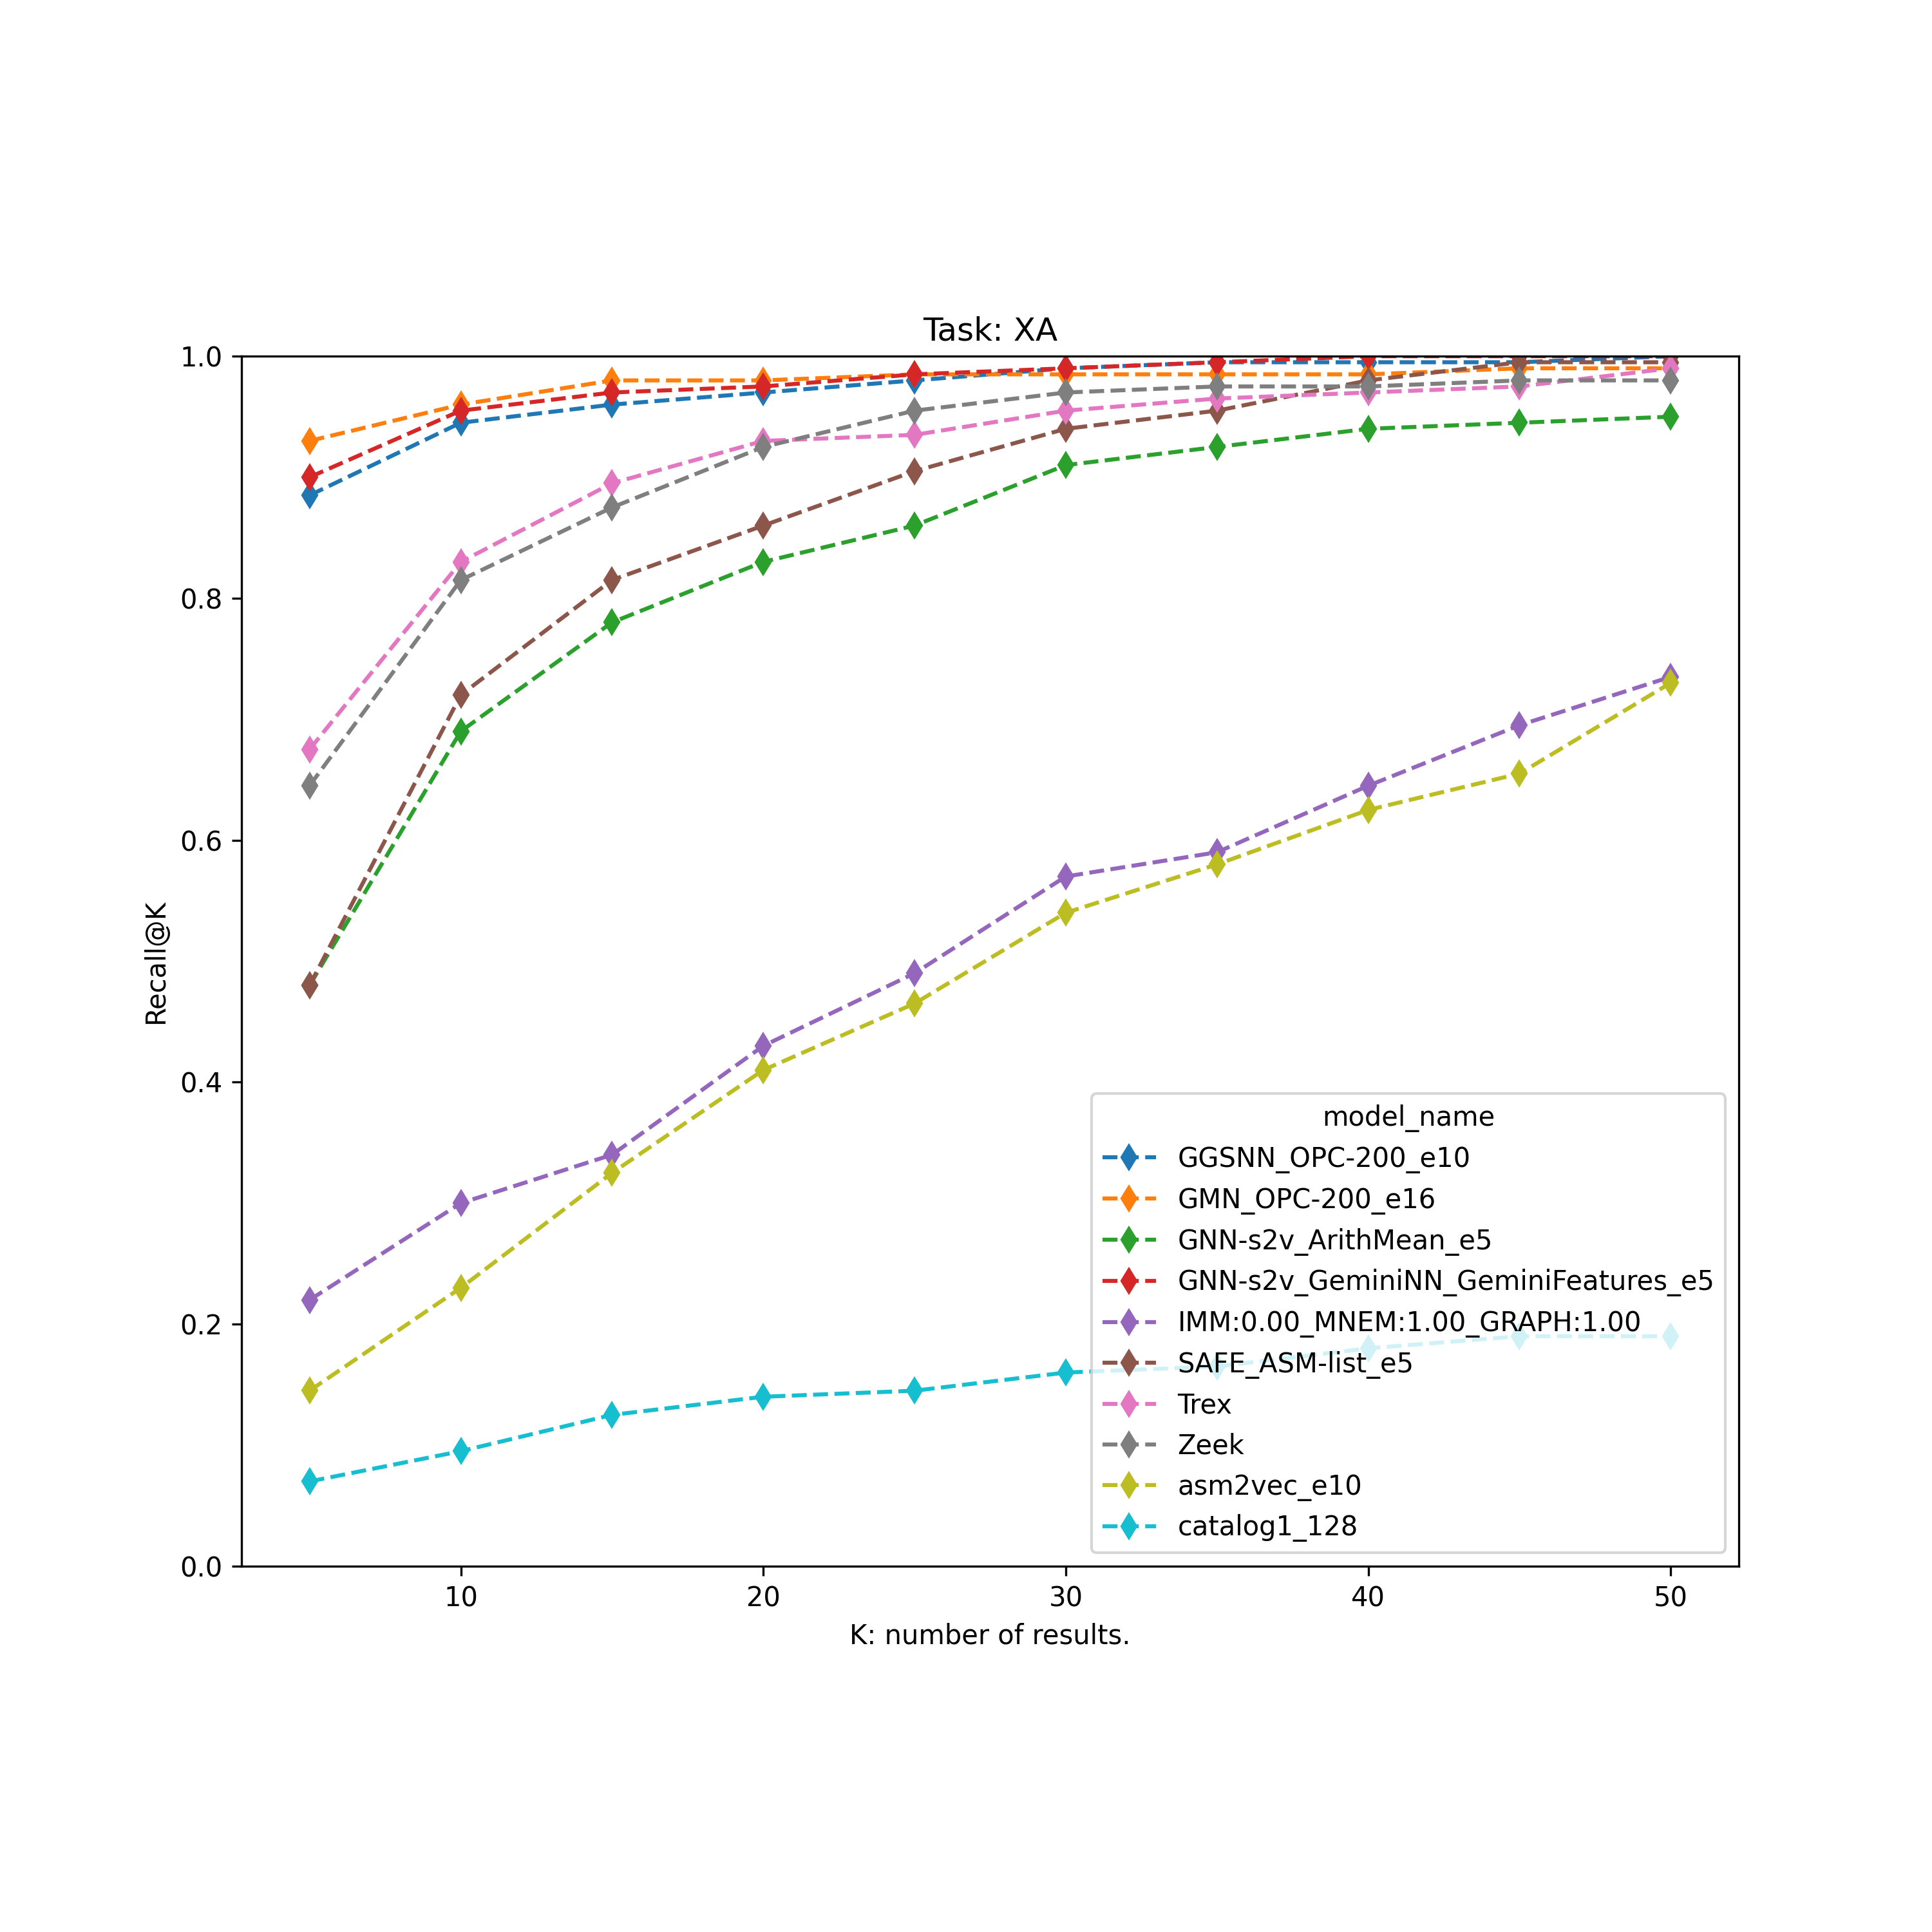 Task: XA
1.0
0.8
0.6
0.4
0.2
0.0
Recall@K
model_name
GGSNN_OPC-200_e10
GMN_OPC-200_e16
GNN-s2v_ArithMean_e5
GNN-s2v_GeminiNN_GeminiFeatures_e5
IMM:0.00_MNEM:1.00_GRAPH:1.00
SAFE_ASM-list_e5
Trex
Zeek
asm2vec_e10
catalog1_128
10 20 30 40 50
K: number of results.